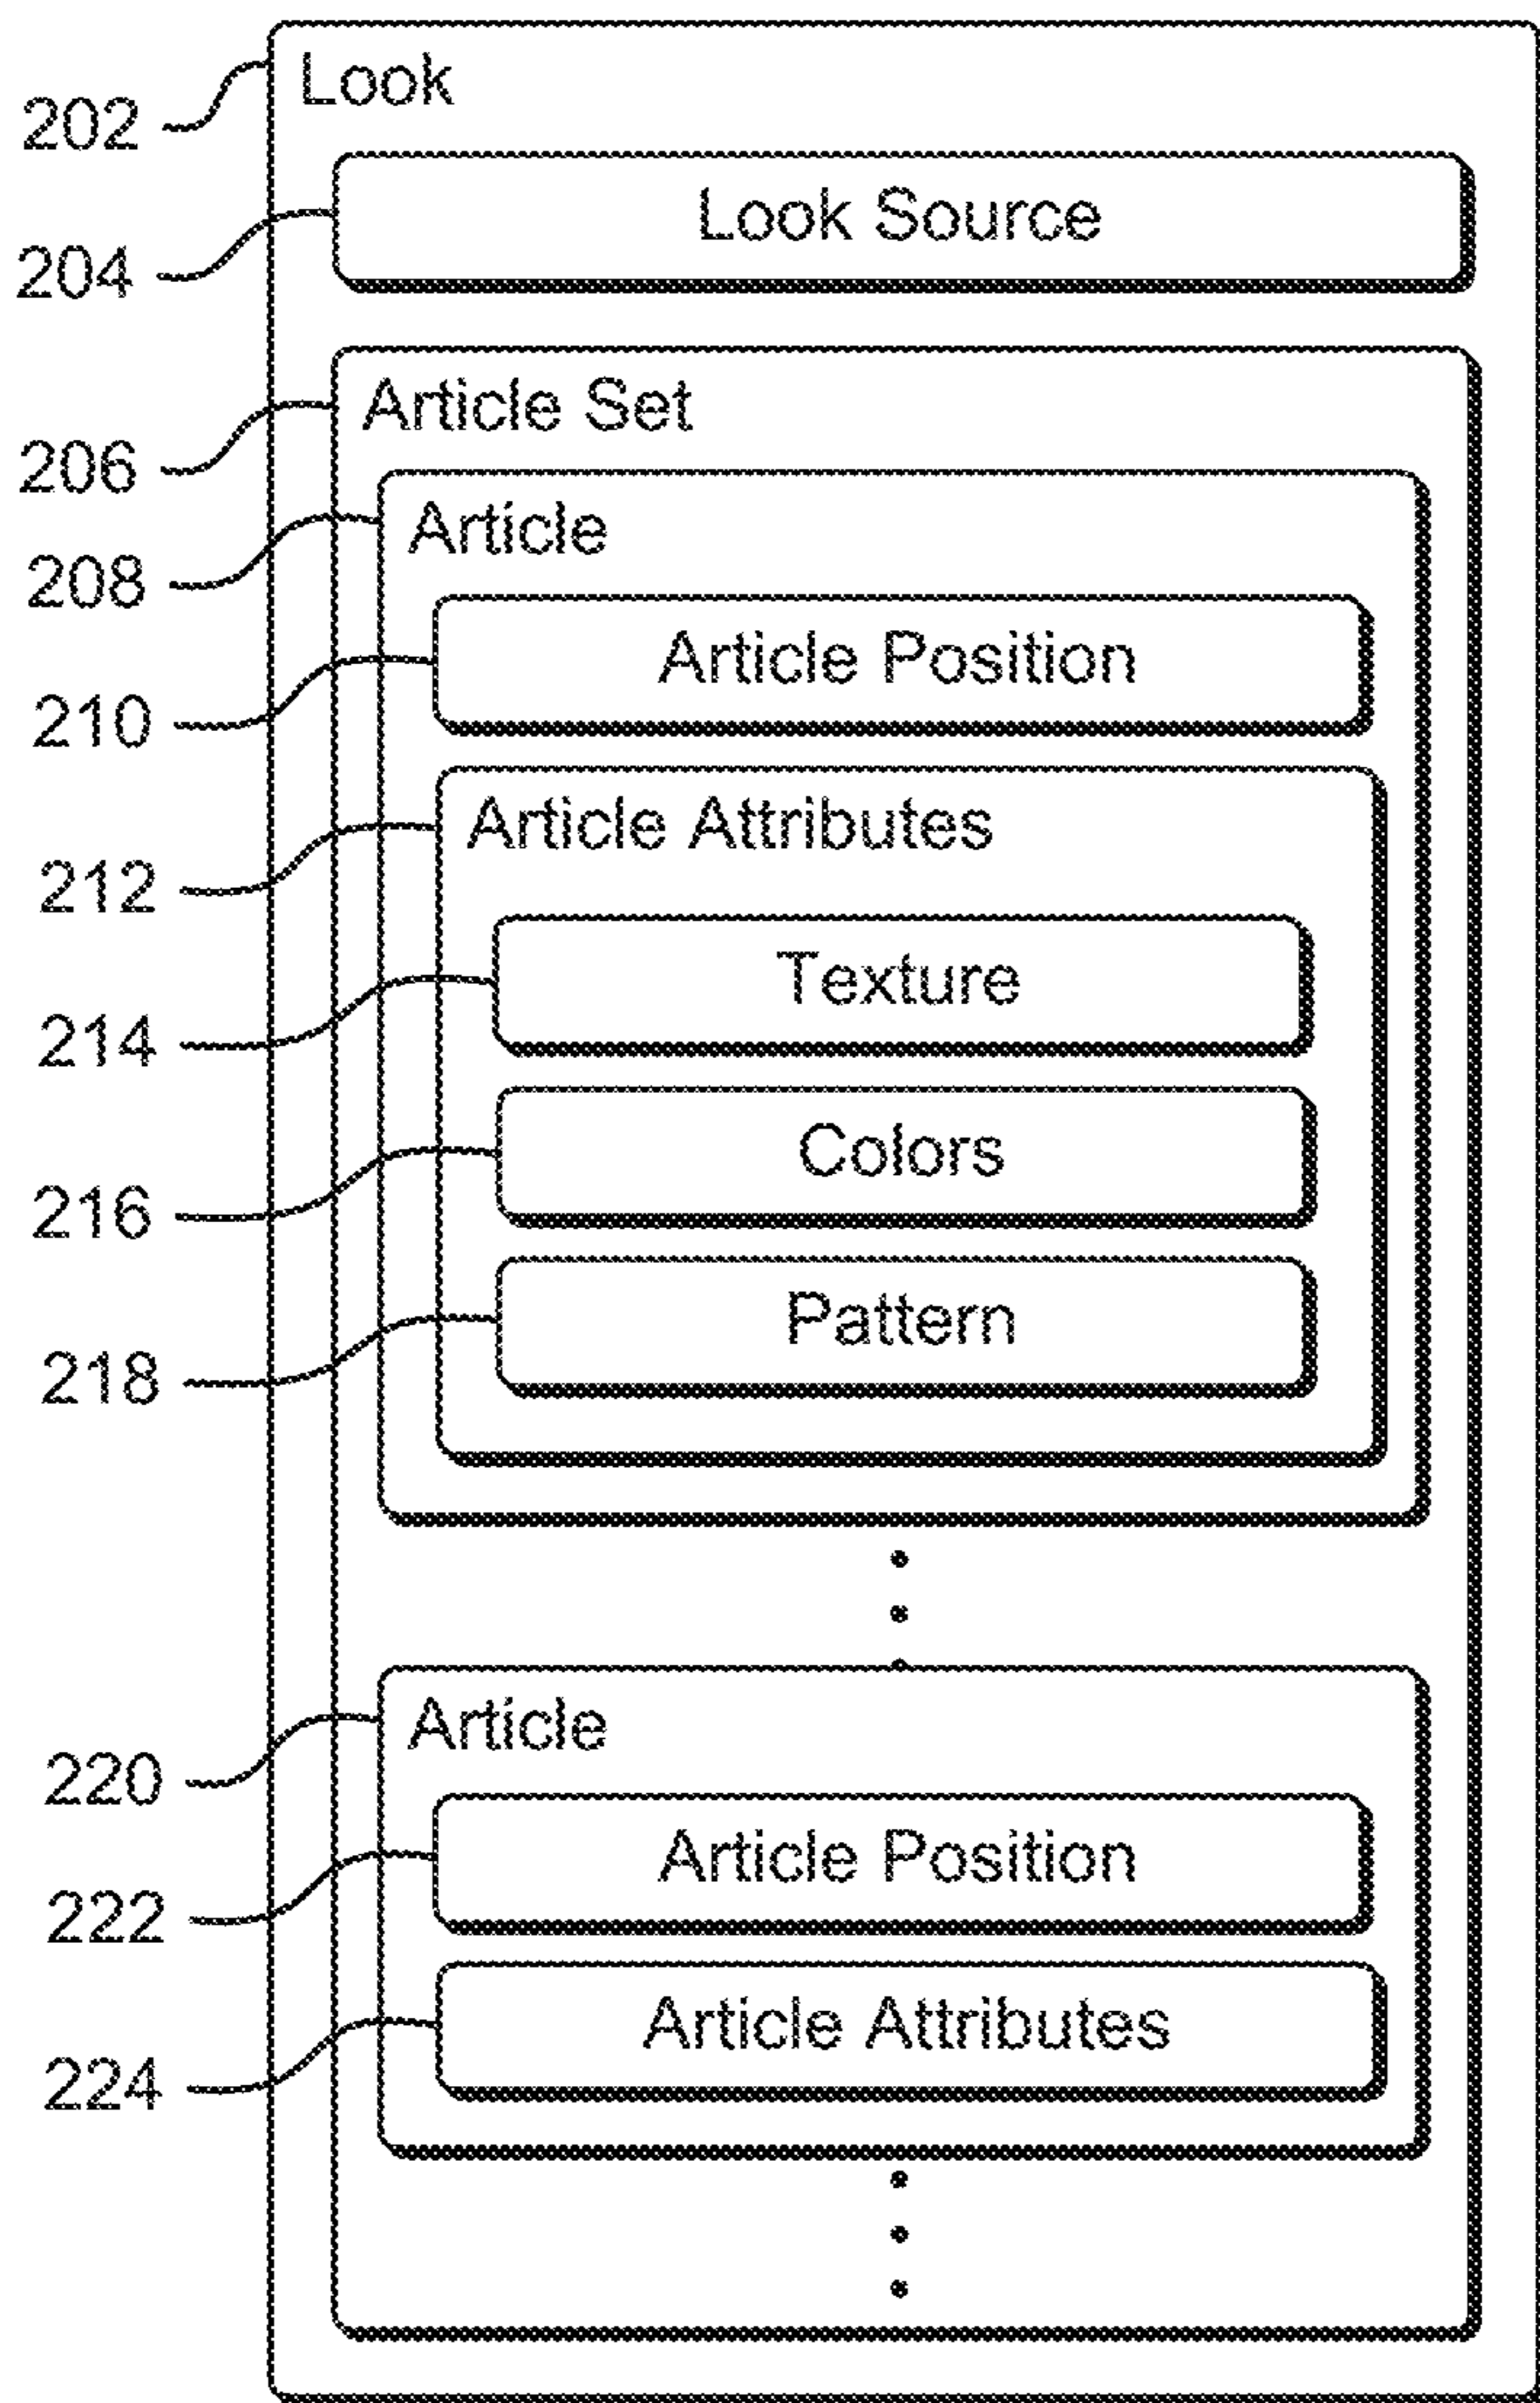 Look
202
Look Source
204
Article Set
206
Article
208
Article Position
210
Article Attributes
212
Texture
214
Colors
216
Pattern
218
Article
220
Article Position
222
Article Attributes
224